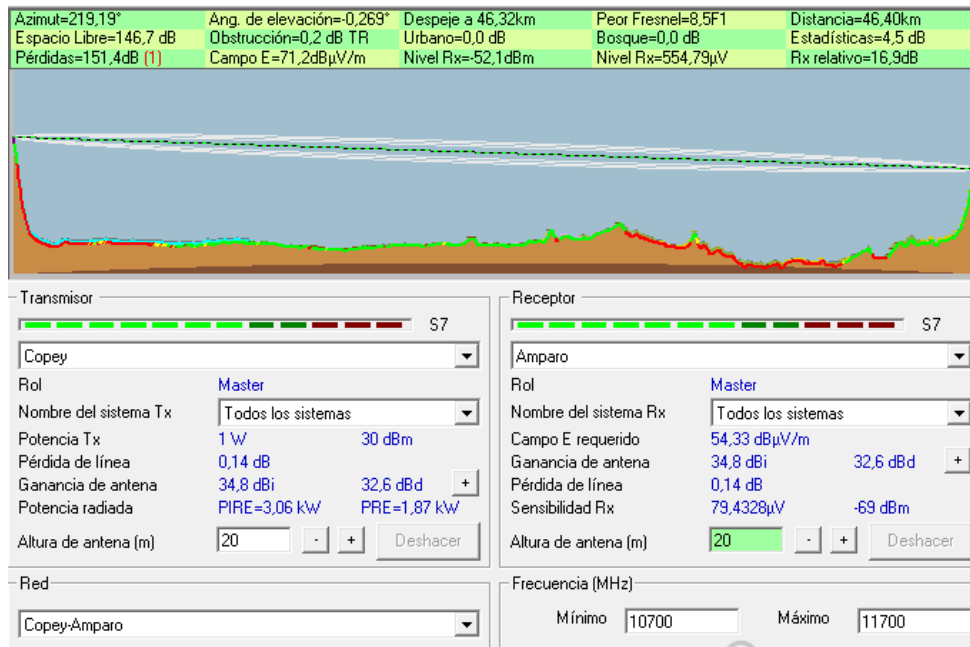 Azimut=219,19° Ang. de elevación=-0,269° Despeje a 46,32km Peor Fresnel=8,5F1 Distancia=46,40km
Espacio Libre=146,7 dB Obstrucción=0,2 dB TR Urbano=0,0 dB Bosque=0,0 dB Estadísticas=4,5 dB
Pérdidas=151,4dB (1) Campo E=71,2dBµV/m Nivel Rx=-52,1dBm Nivel Rx=554,79µV Rx relativo=16,9dB
Transmisor
S7
Copey
Rol Master
Nombre del sistema Tx Todos los sistemas
Potencia Tx 1 W 30 dBm
Pérdida de línea 0,14 dB
Ganancia de antena 34,8 dBi 32,6 dBd +
Potencia radiada PIRE=3,06 kW PRE=1,87 kW
Altura de antena (m) 20 - + Deshacer
Red
Copey-Amparo
Receptor
S7
Amparo
Rol Master
Nombre del sistema Rx Todos los sistemas
Campo E requerido 54,33 dBµV/m
Ganancia de antena 34,8 dBi 32,6 dBd +
Pérdida de línea 0,14 dB
Sensibilidad Rx 79,4328µV -69 dBm
Altura de antena (m) 20 - + Deshacer
Frecuencia (MHz)
Mínimo 10700 Máximo 11700